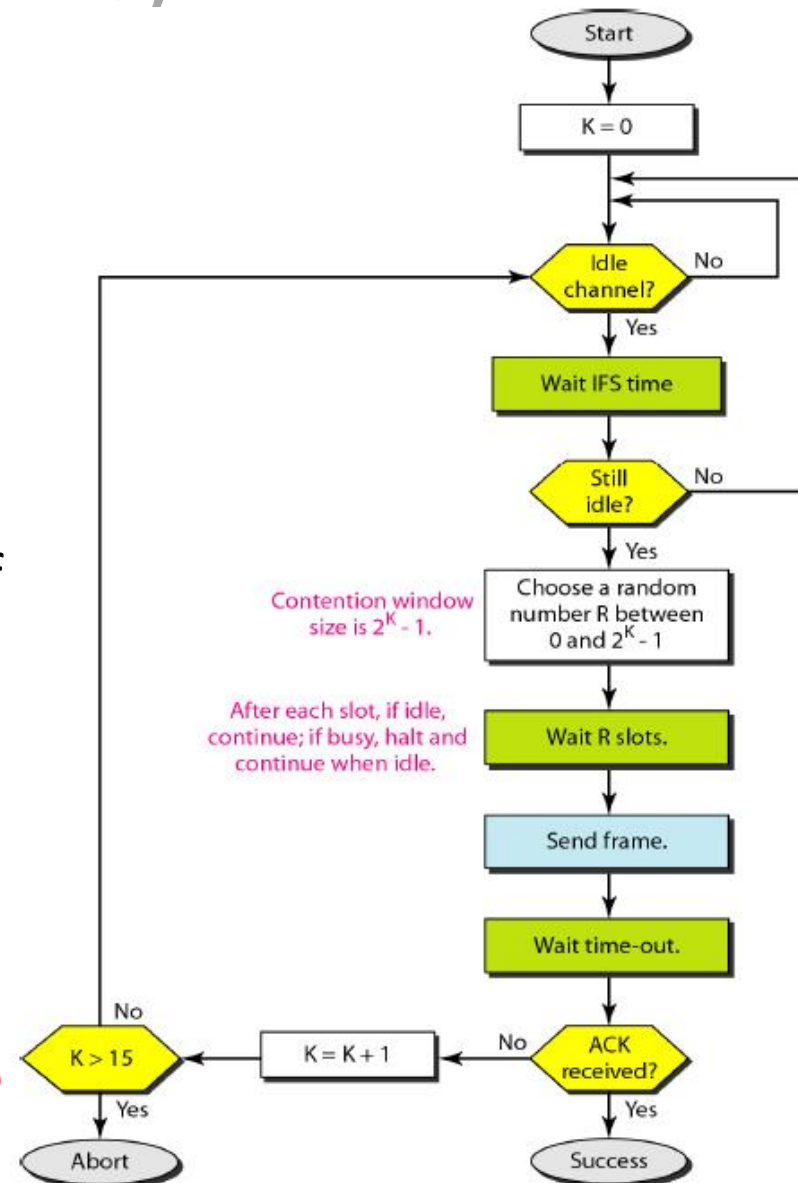 Start
K = 0
Idle
channel?
No
Yes
Wait IFS time
Still
idle?
No
Yes
Contention window
size is 2^K - 1.
Choose a random
number R between
0 and 2^K - 1
After each slot, if idle,
continue; if busy, halt and
continue when idle.
Wait R slots.
Send frame.
Wait time-out.
ACK
received?
No
Yes
K = K + 1
K > 15
No
Yes
Abort
Success